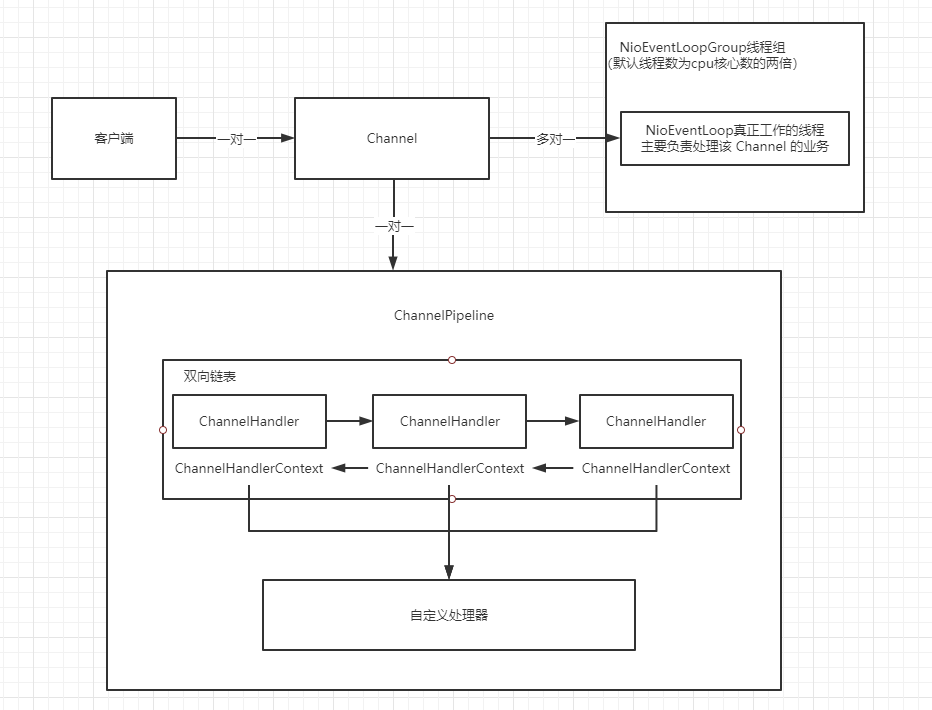 NioEventLoopGroup线程组
(默认线程数为cpu核心数的两倍)
客户端
一对一
Channel
多对一
NioEventLoop真正工作的线程
主要负责处理该 Channel 的业务
一对一
ChannelPipeline
双向链表
ChannelHandler
ChannelHandler
ChannelHandler
ChannelHandlerContext
ChannelHandlerContext
ChannelHandlerContext
自定义处理器